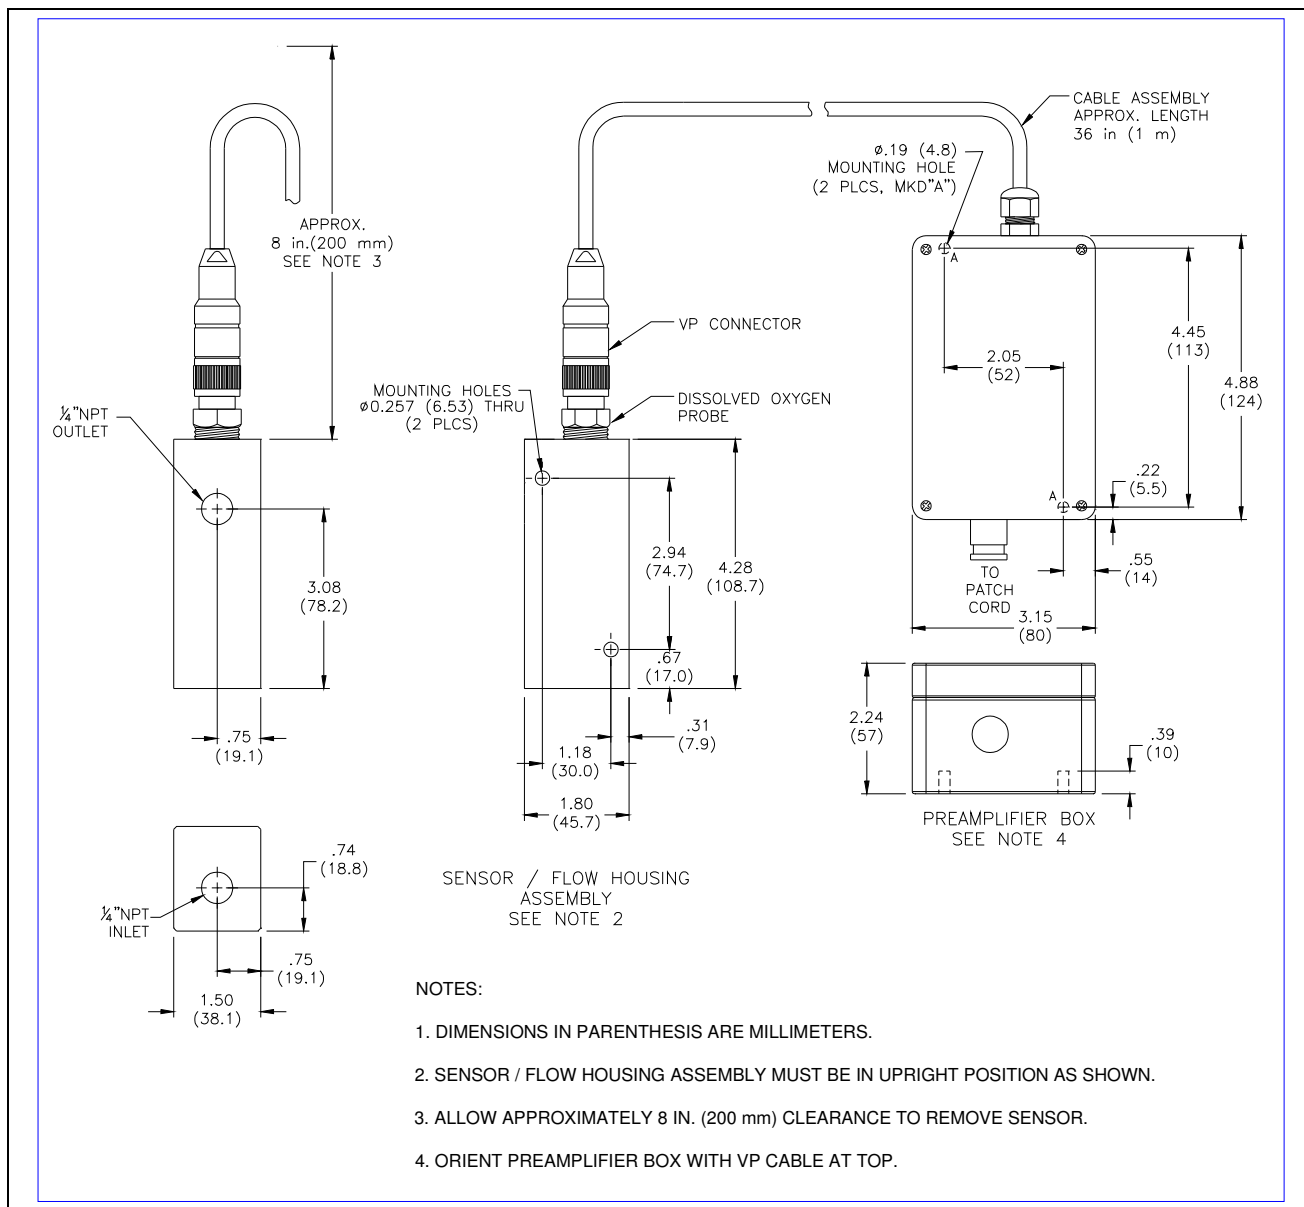 APPROX.
8 in.(200 mm)
SEE NOTE 3
¼"NPT
OUTLET
3.08
(78.2)
.75
(19.1)
.74
(18.8)
¼"NPT
INLET
.75
(19.1)
1.50
(38.1)
VP CONNECTOR
MOUNTING HOLES
ø0.257 (6.53) THRU
(2 PLCS)
DISSOLVED OXYGEN
PROBE
2.94
(74.7)
4.28
(108.7)
.67
(17.0)
.31
(7.9)
1.18
(30.0)
1.80
(45.7)
SENSOR / FLOW HOUSING
ASSEMBLY
SEE NOTE 2
CABLE ASSEMBLY
APPROX. LENGTH
36 in (1 m)
ø.19 (4.8)
MOUNTING HOLE
(2 PLCS, MKD"A")
A
4.45
(113)
2.05
(52)
4.88
(124)
A
.22
(5.5)
.55
(14)
TO
PATCH
CORD
3.15
(80)
2.24
(57)
.39
(10)
PREAMPLIFIER BOX
SEE NOTE 4
NOTES:
1. DIMENSIONS IN PARENTHESIS ARE MILLIMETERS.
2. SENSOR / FLOW HOUSING ASSEMBLY MUST BE IN UPRIGHT POSITION AS SHOWN.
3. ALLOW APPROXIMATELY 8 IN. (200 mm) CLEARANCE TO REMOVE SENSOR.
4. ORIENT PREAMPLIFIER BOX WITH VP CABLE AT TOP.